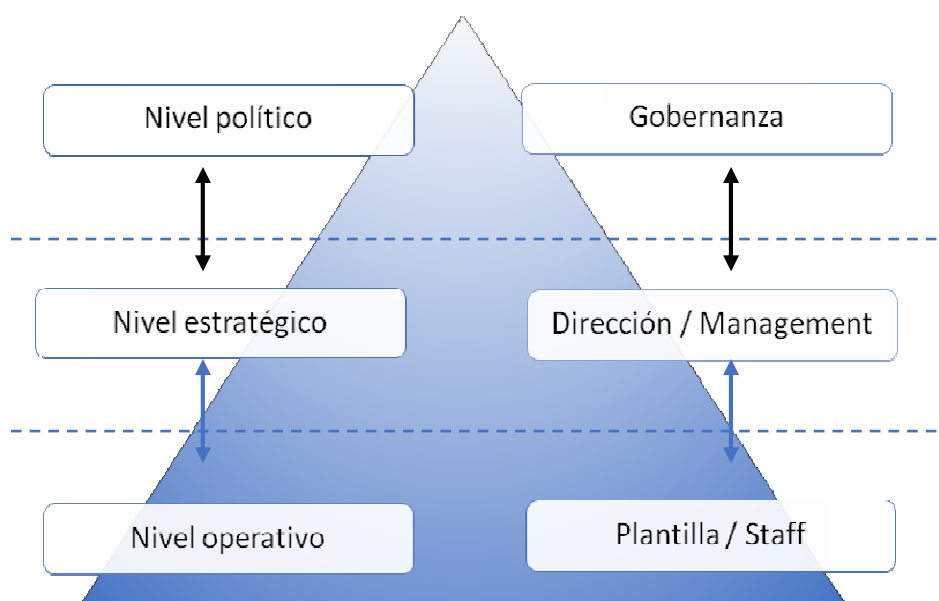 Nivel político
Gobernanza
Nivel estratégico
Dirección / Management
Nivel operativo
Plantilla / Staff